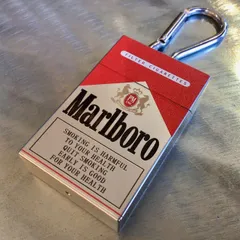 FILTER CIGARETTES
Marlboro
SMOKING IS HARMFUL
TO YOUR HEALTH
QUIT SMOKING
EARLY IS GOOD
FOR YOUR HEALTH